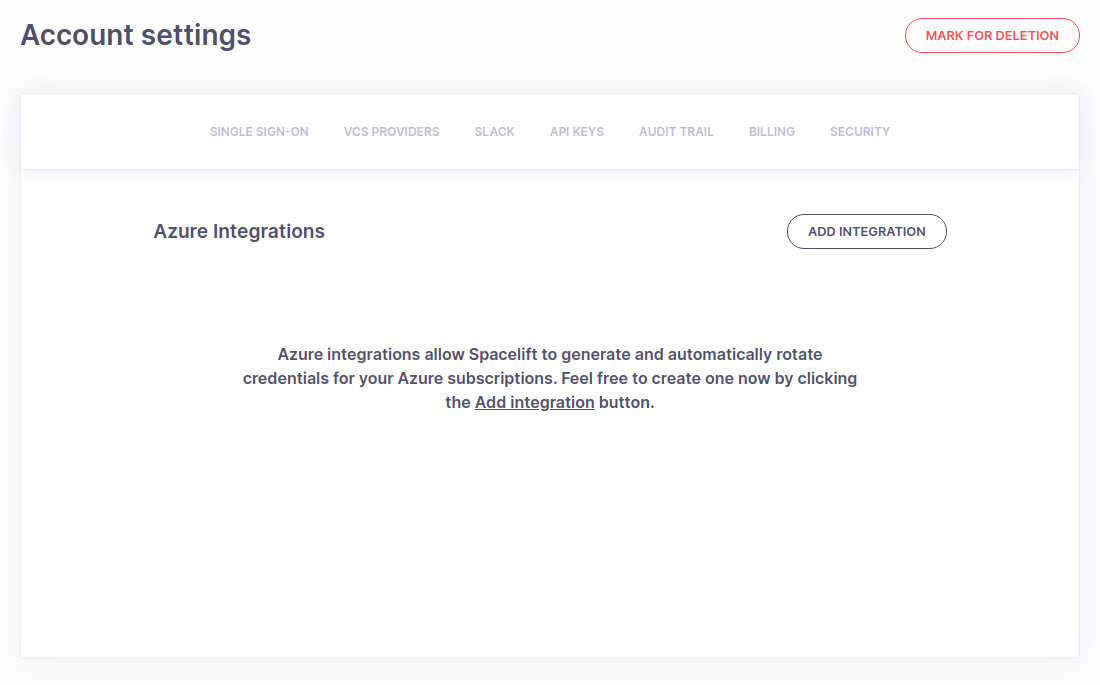 Account settings
MARK FOR DELETION
SINGLE SIGN-ON VCS PROVIDERS SLACK API KEYS AUDIT TRAIL BILLING SECURITY
Azure Integrations
ADD INTEGRATION
Azure integrations allow Spacelift to generate and automatically rotate
credentials for your Azure subscriptions. Feel free to create one now by clicking
the Add integration button.